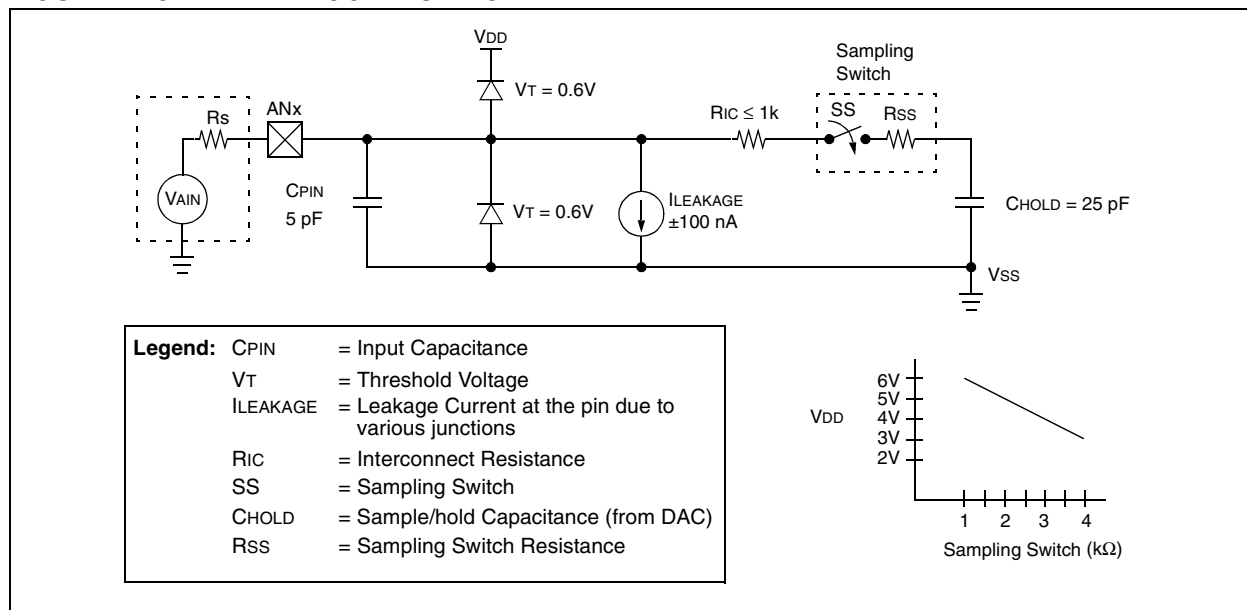 VDD
Sampling
Switch
VT = 0.6V
ANx
Rs
RIC ≤ 1k
SS
RSS
VAIN
CPIN
5 pF
VT = 0.6V
ILEAKAGE
±100 nA
CHOLD = 25 pF
VSS
Legend: CPIN = Input Capacitance
VT = Threshold Voltage
ILEAKAGE = Leakage Current at the pin due to
various junctions
RIC = Interconnect Resistance
SS = Sampling Switch
CHOLD = Sample/hold Capacitance (from DAC)
RSS = Sampling Switch Resistance
6V
5V
VDD
4V
3V
2V
1 2 3 4
Sampling Switch (kΩ)